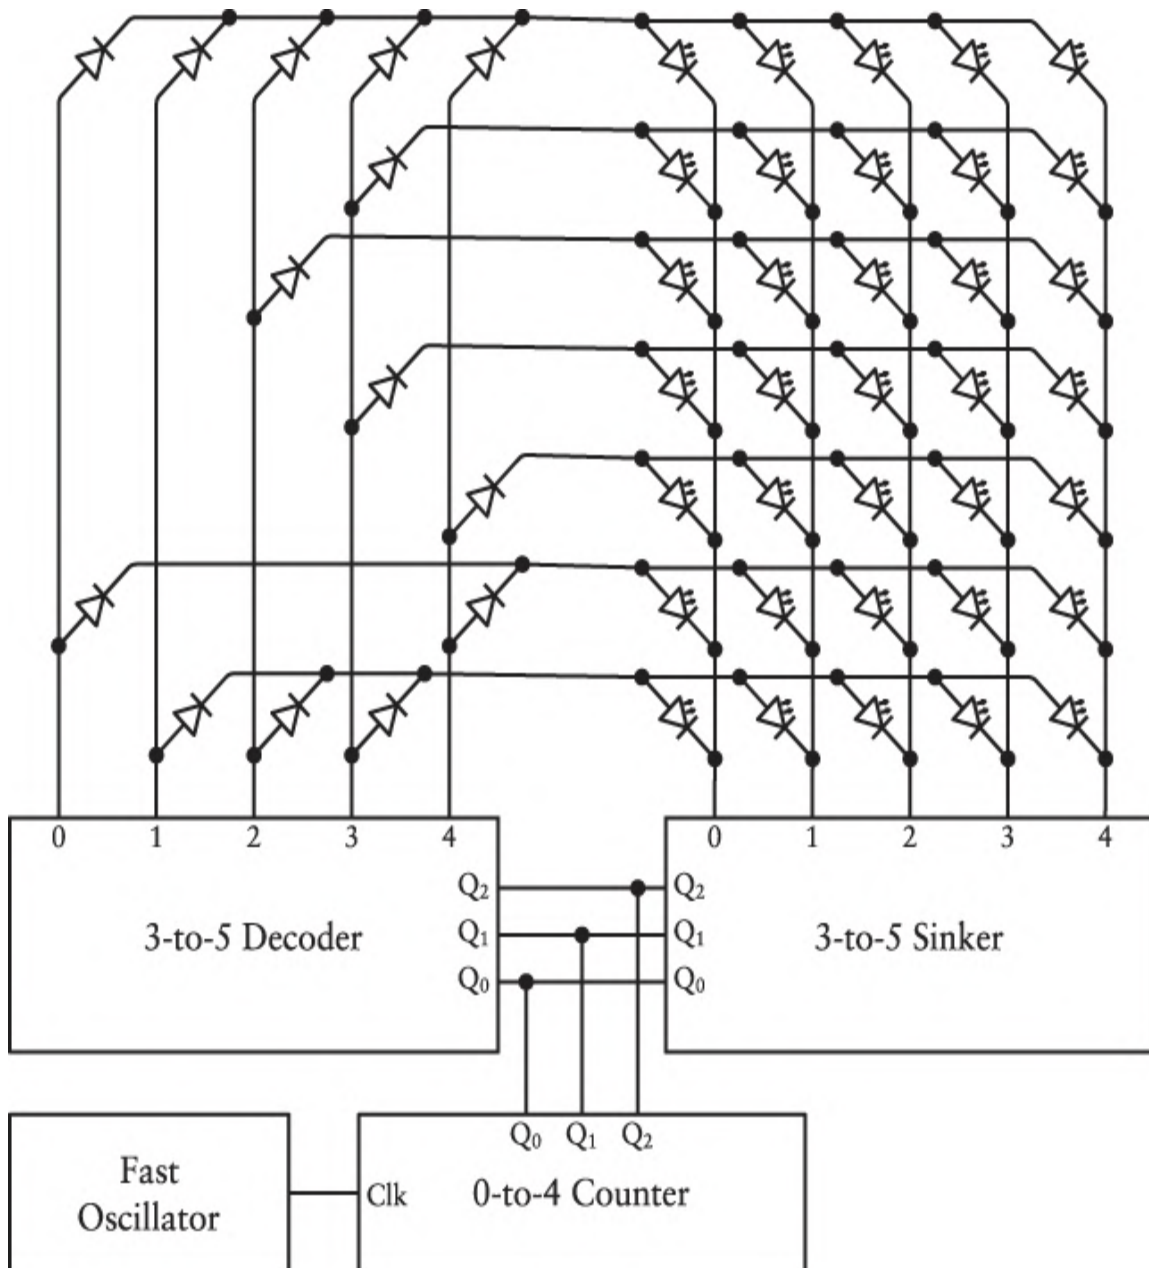 0 1 2 3 4
0 1 2 3 4
Q₂
Q₂
3-to-5 Decoder
Q₁
Q₁
3-to-5 Sinker
Q₀
Q₀
Q₀ Q₁ Q₂
Fast
Oscillator
Clk
0-to-4 Counter